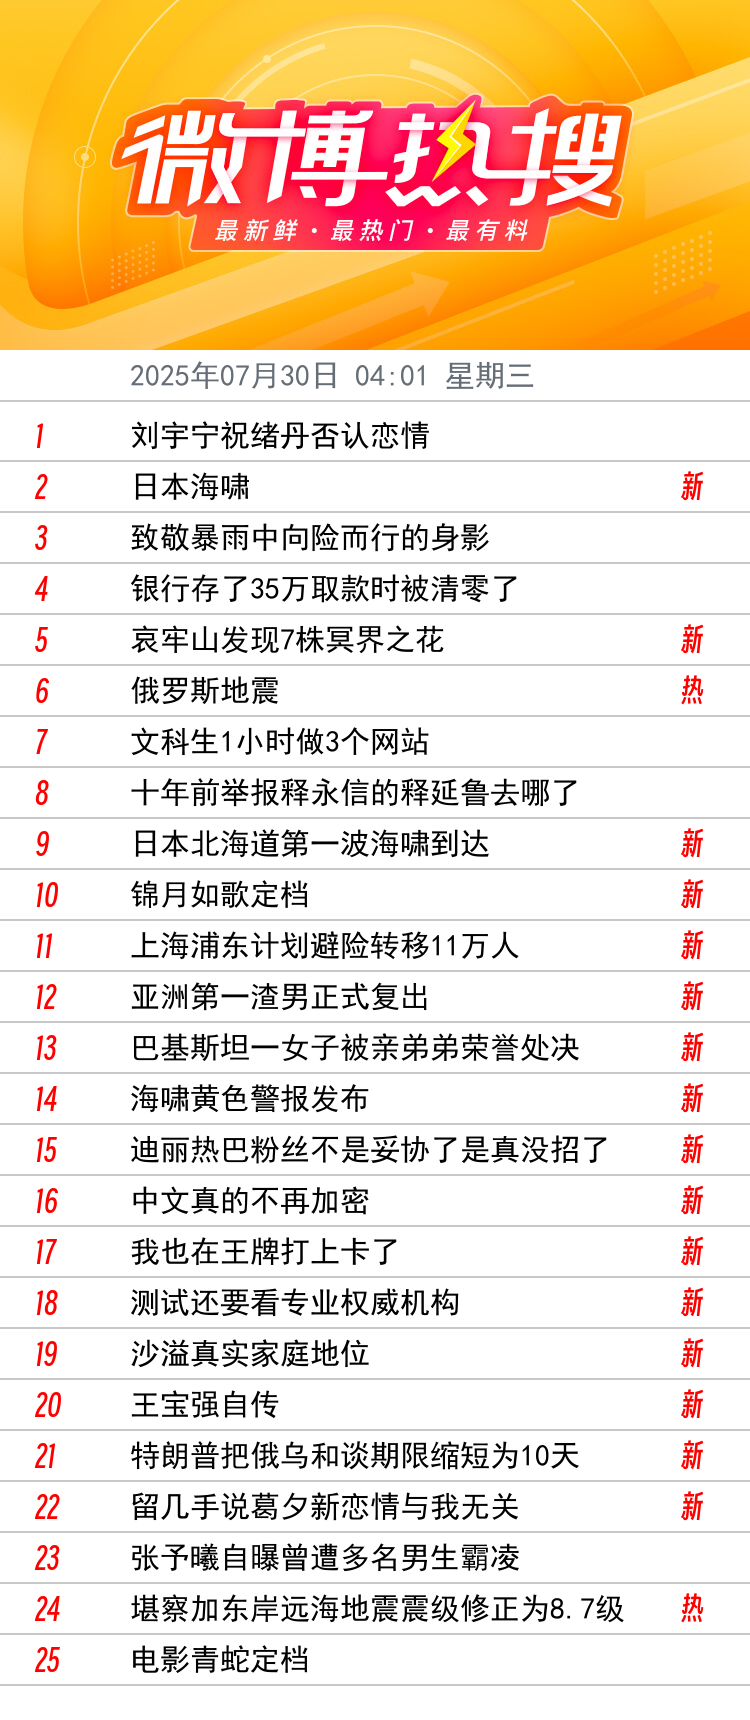 微博热搜
最新鲜·最热门·最有料
2025年07月30日 04:01 星期三
1 刘宇宁祝绪丹否认恋情
2 日本海啸 新
3 致敬暴雨中向险而行的身影
4 银行存了35万取款时被清零了
5 哀牢山发现7株冥界之花 新
6 俄罗斯地震 热
7 文科生1小时做3个网站
8 十年前举报释永信的释延鲁去哪了
9 日本北海道第一波海啸到达 新
10 锦月如歌定档 新
11 上海浦东计划避险转移11万人 新
12 亚洲第一渣男正式复出 新
13 巴基斯坦一女子被亲弟弟荣誉处决 新
14 海啸黄色警报发布 新
15 迪丽热巴粉丝不是妥协了是真没招了 新
16 中文真的不再加密 新
17 我也在王牌打上卡了 新
18 测试还要看专业权威机构 新
19 沙溢真实家庭地位 新
20 王宝强自传 新
21 特朗普把俄乌和谈期限缩短为10天 新
22 留几手说葛夕新恋情与我无关 新
23 张予曦自曝曾遭多名男生霸凌
24 堪察加东岸远海地震震级修正为8.7级 热
25 电影青蛇定档